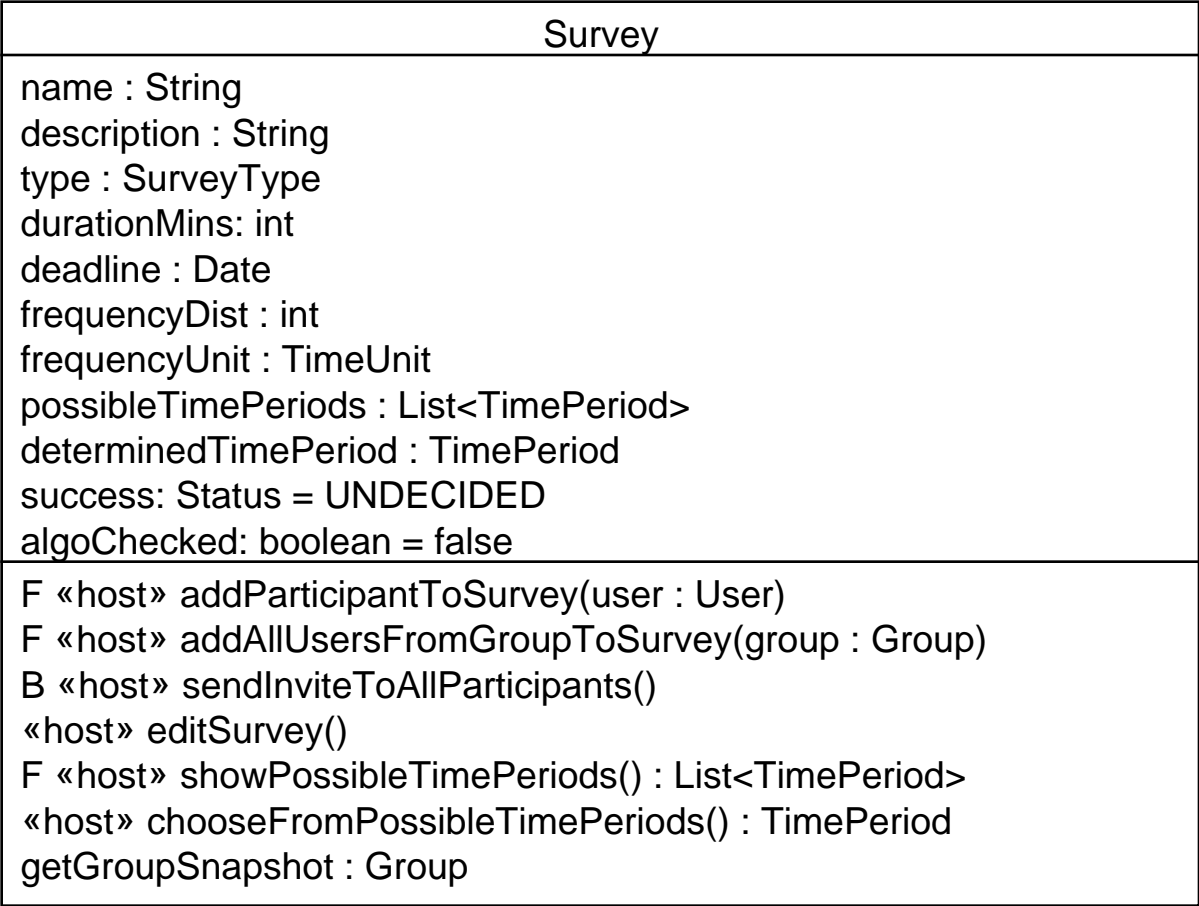 Survey
name : String
description : String
type : SurveyType
durationMins: int
deadline : Date
frequencyDist : int
frequencyUnit : TimeUnit
possibleTimePeriods : List<TimePeriod>
determinedTimePeriod : TimePeriod
success: Status = UNDECIDED
algoChecked: boolean = false
F «host» addParticipantToSurvey(user : User)
F «host» addAllUsersFromGroupToSurvey(group : Group)
B «host» sendInviteToAllParticipants()
«host» editSurvey()
F «host» showPossibleTimePeriods() : List<TimePeriod>
«host» chooseFromPossibleTimePeriods() : TimePeriod
getGroupSnapshot : Group